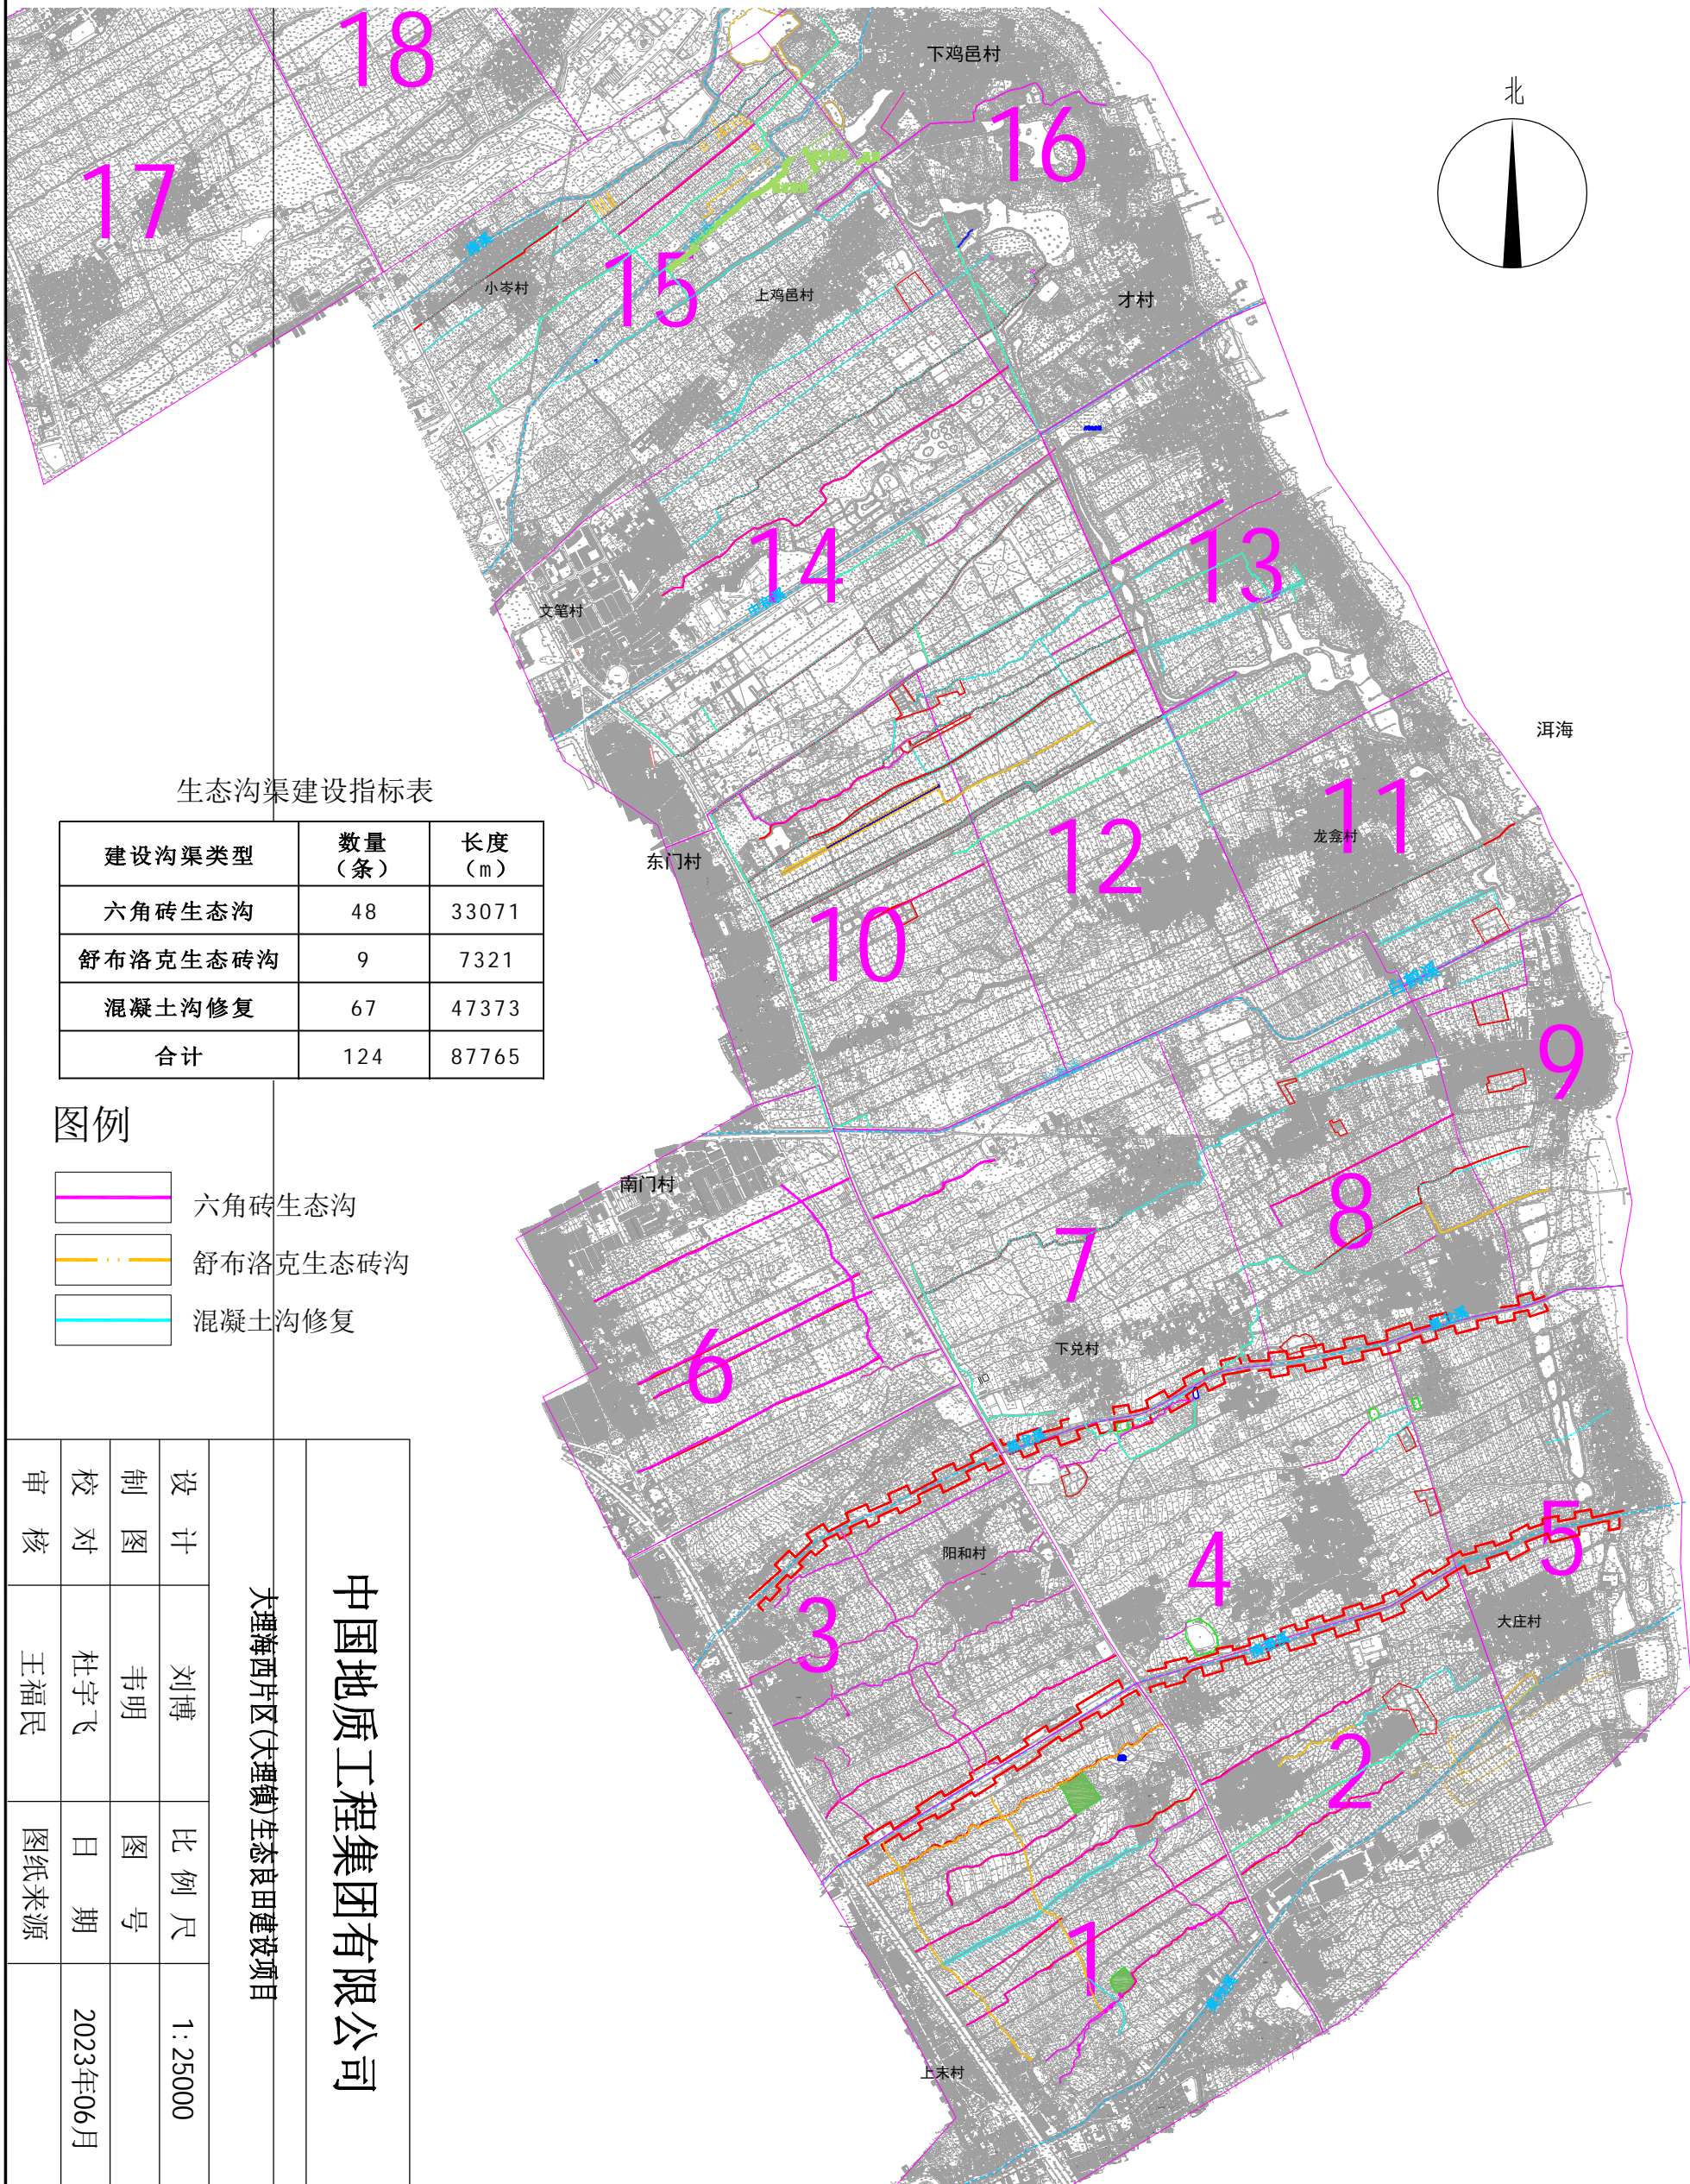 18
17
16
15
14
13
12
11
10
9
8
7
6
5
4
3
2
1
北
下鸡邑村
小岑村
上鸡邑村
才村
文笔村
中和溪
洱海
东门村
龙龛村
白鹤溪
南门村
下兑村
阳和村
大庄村
上末村
生态沟渠建设指标表
建设沟渠类型 数量（条） 长度（m）
六角砖生态沟 48 33071
舒布洛克生态砖沟 9 7321
混凝土沟修复 67 47373
合计 124 87765
图例
六角砖生态沟
舒布洛克生态砖沟
混凝土沟修复
中国地质工程集团有限公司
大理海西片区(大理镇)生态良田建设项目
设计 刘博 比例尺 1:25000
制图 韦明 图号
校对 杜宇飞 日期 2023年06月
审核 王福民 图纸来源